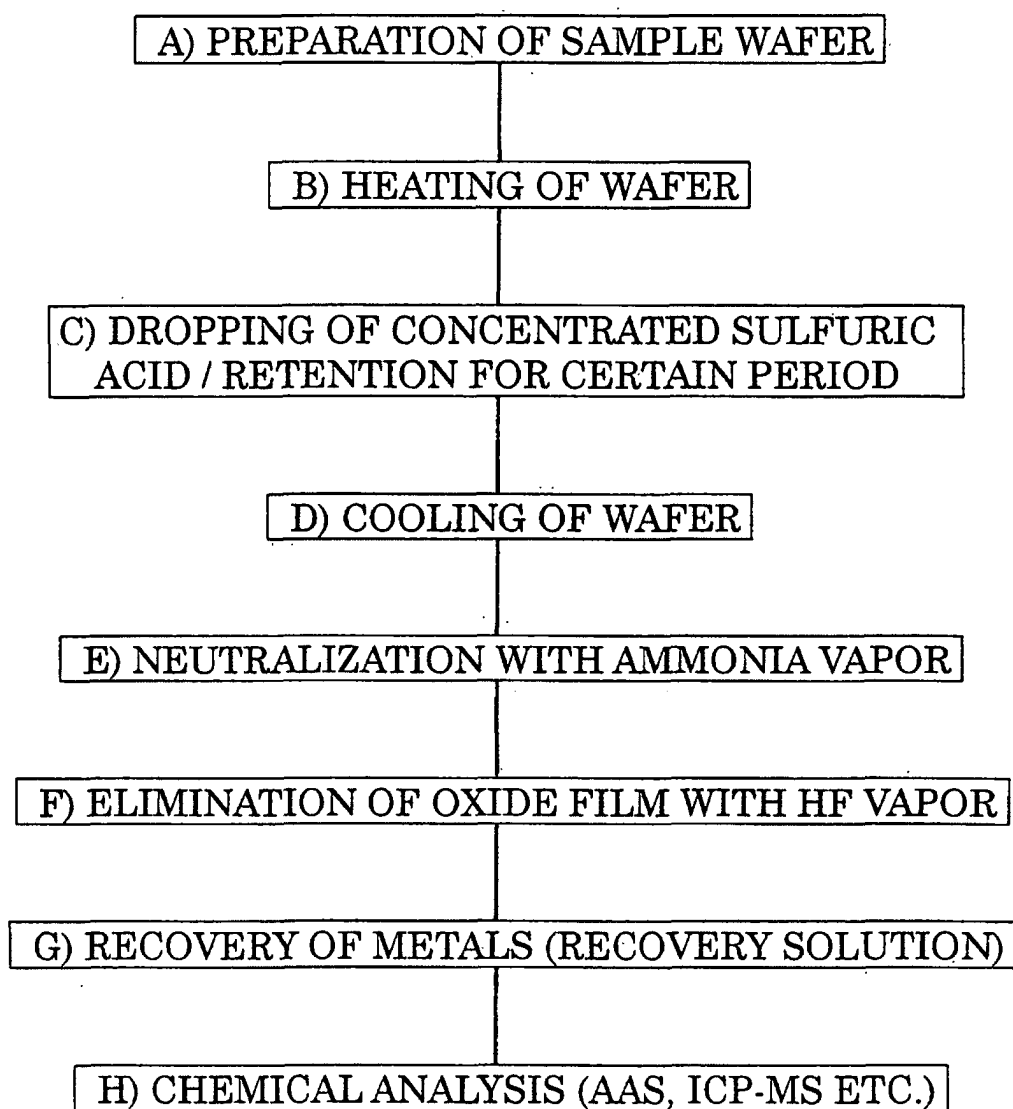 A) PREPARATION OF SAMPLE WAFER
B) HEATING OF WAFER
C) DROPPING OF CONCENTRATED SULFURIC
ACID / RETENTION FOR CERTAIN PERIOD
D) COOLING OF WAFER
E) NEUTRALIZATION WITH AMMONIA VAPOR
F) ELIMINATION OF OXIDE FILM WITH HF VAPOR
G) RECOVERY OF METALS (RECOVERY SOLUTION)
H) CHEMICAL ANALYSIS (AAS, ICP-MS ETC.)